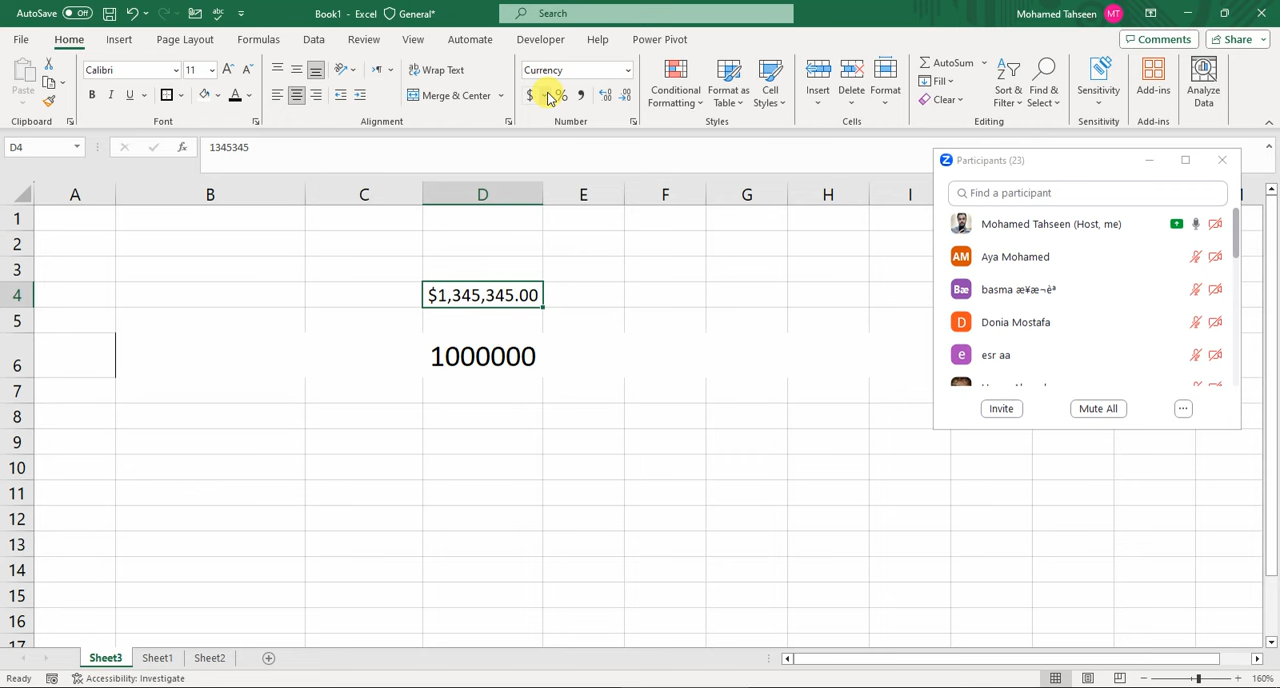 AutoSave Off Book1 - Excel General* Search Mohamed Tahseen MT
File Home Insert Page Layout Formulas Data Review View Automate Developer Help Power Pivot Comments Share
Paste Calibri 11 Wrap Text Currency Conditional Formatting Format as Table Cell Styles Insert Delete Format AutoSum Sort & Filter Find & Select Sensitivity Add-ins Analyze Data
B I U Merge & Center $ % Fill Clear
Clipboard Font Alignment Number Styles Cells Editing Sensitivity Add-ins
D4 fx 1345345
Participants (23)
Find a participant
Mohamed Tahseen (Host, me)
AM Aya Mohamed
Bæ basma æ¥æ¬èª
D Donia Mostafa
e esr aa
Invite Mute All ...
A B C D E F G H I
1
2
3
4 $1,345,345.00
5
6 1000000
7
8
9
10
11
12
13
14
15
16
17
Sheet3 Sheet1 Sheet2
Ready Accessibility: Investigate 160%